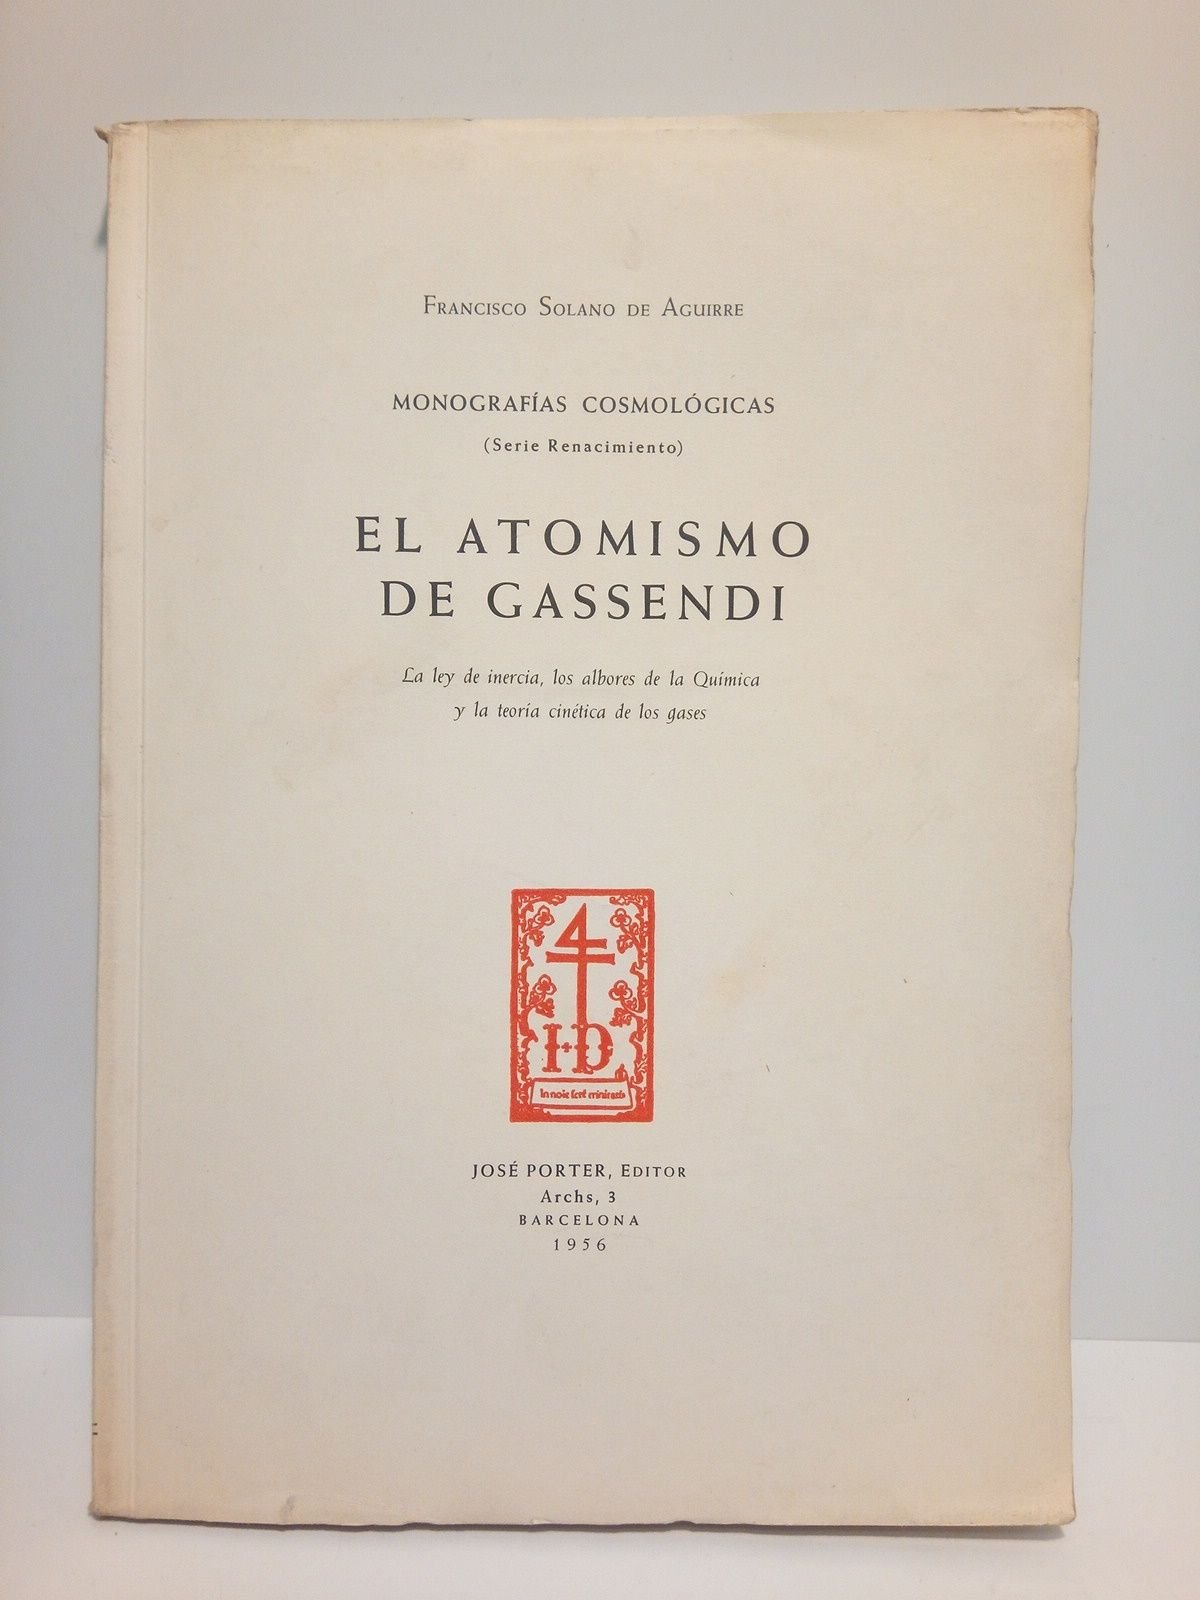 FRANCISCO SOLANO DE AGUIRRE
MONOGRAFÍAS COSMOLÓGICAS
(Serie Renacimiento)
EL ATOMISMO
DE GASSENDI
La ley de inercia, los albores de la Química
y la teoría cinética de los gases
I+D
JOSÉ PORTER, EDITOR
Archs, 3
BARCELONA
1956